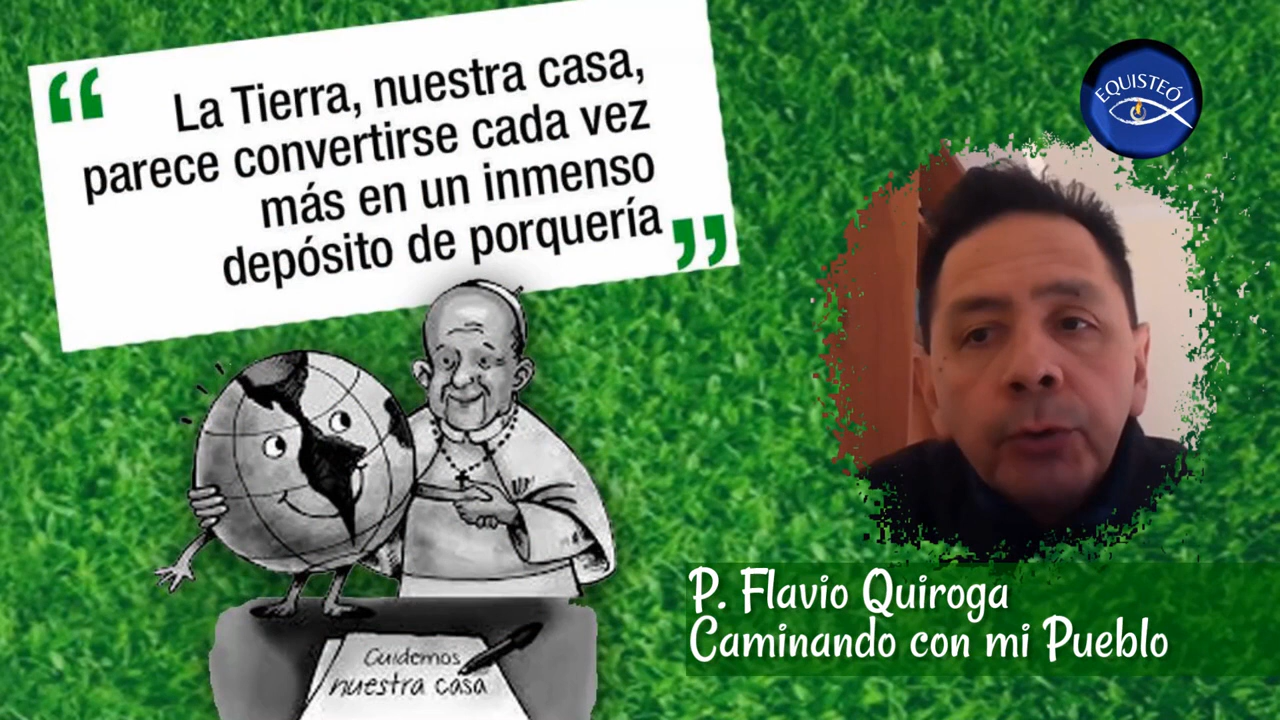 “ La Tierra, nuestra casa,
parece convertirse cada vez
más en un inmenso
depósito de porquería ”
EQUISTEÓ
Cuidemos
nuestra casa
P. Flavio Quiroga
Caminando con mi Pueblo